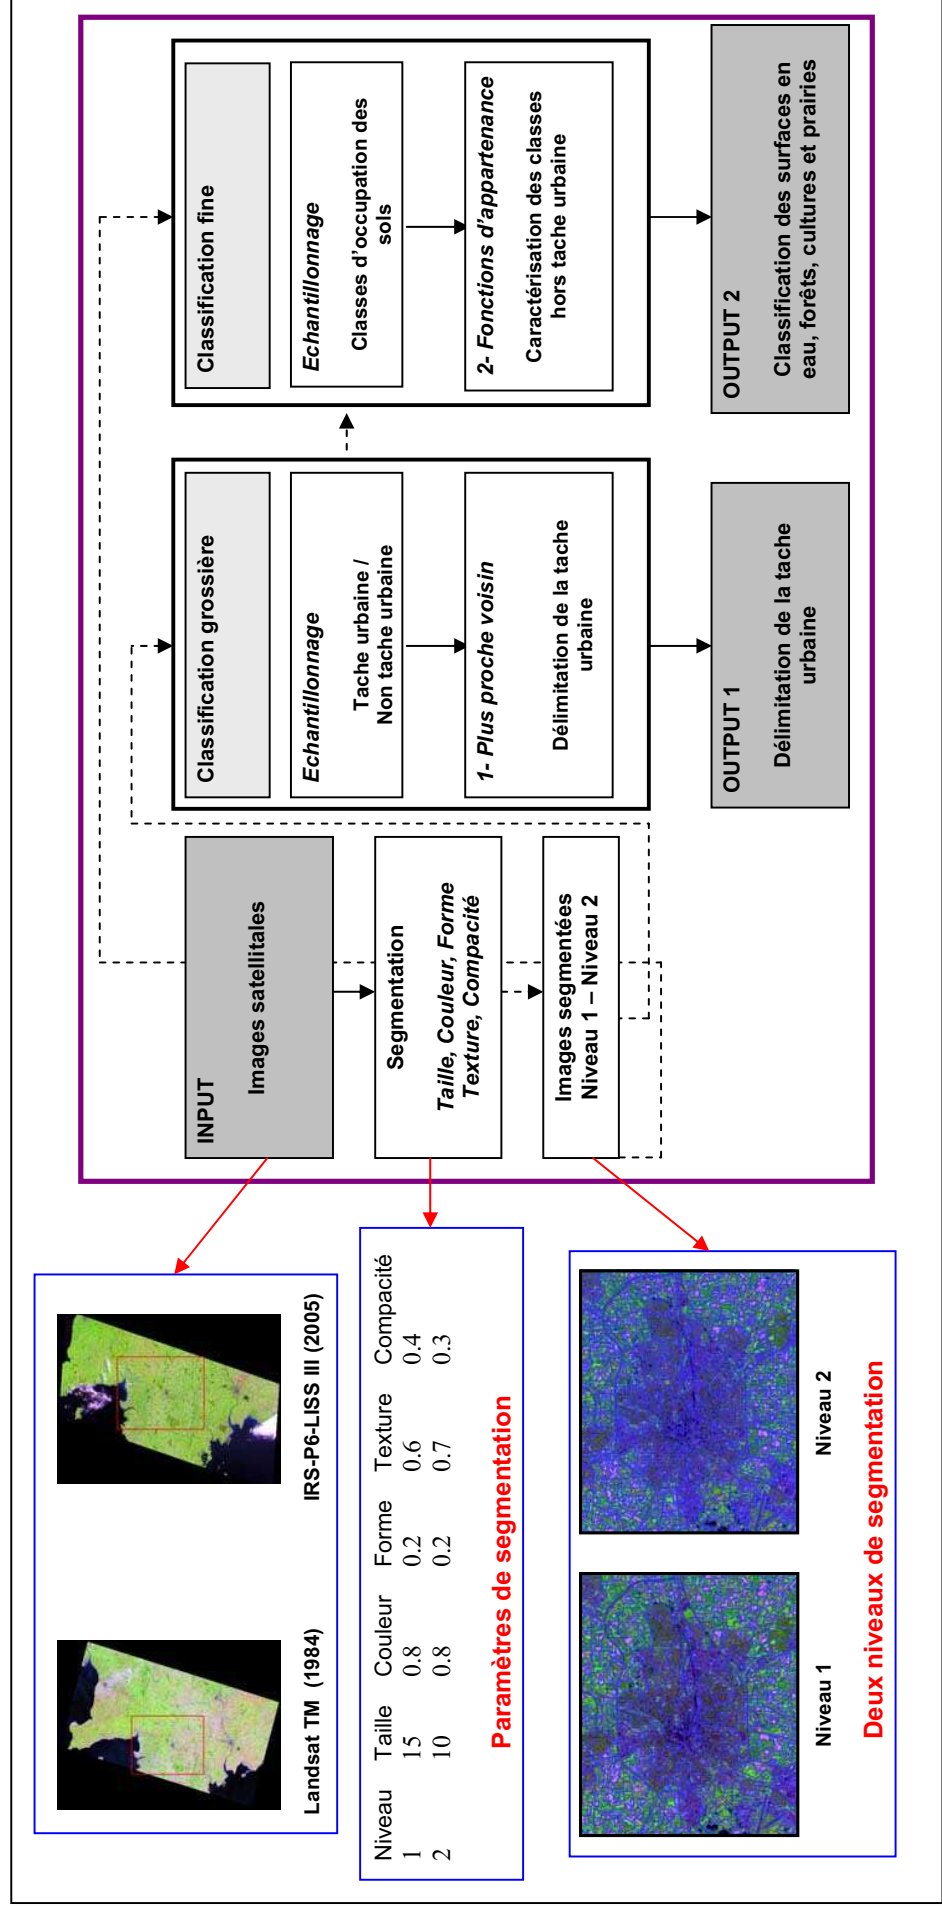 Landsat TM (1984)
IRS-P6-LISS III (2005)
Niveau Taille Couleur Forme Texture Compacité
1 15 0.8 0.2 0.6 0.4
2 10 0.8 0.2 0.7 0.3
Paramètres de segmentation
Niveau 1
Niveau 2
Deux niveaux de segmentation
INPUT
Images satellitales
Segmentation
Taille, Couleur, Forme
Texture, Compacité
Images segmentées
Niveau 1 – Niveau 2
Classification grossière
Echantillonnage
Tache urbaine /
Non tache urbaine
1- Plus proche voisin
Délimitation de la tache
urbaine
OUTPUT 1
Délimitation de la tache
urbaine
Classification fine
Echantillonnage
Classes d’occupation des
sols
2- Fonctions d’appartenance
Caractérisation des classes
hors tache urbaine
OUTPUT 2
Classification des surfaces en
eau, forêts, cultures et prairies